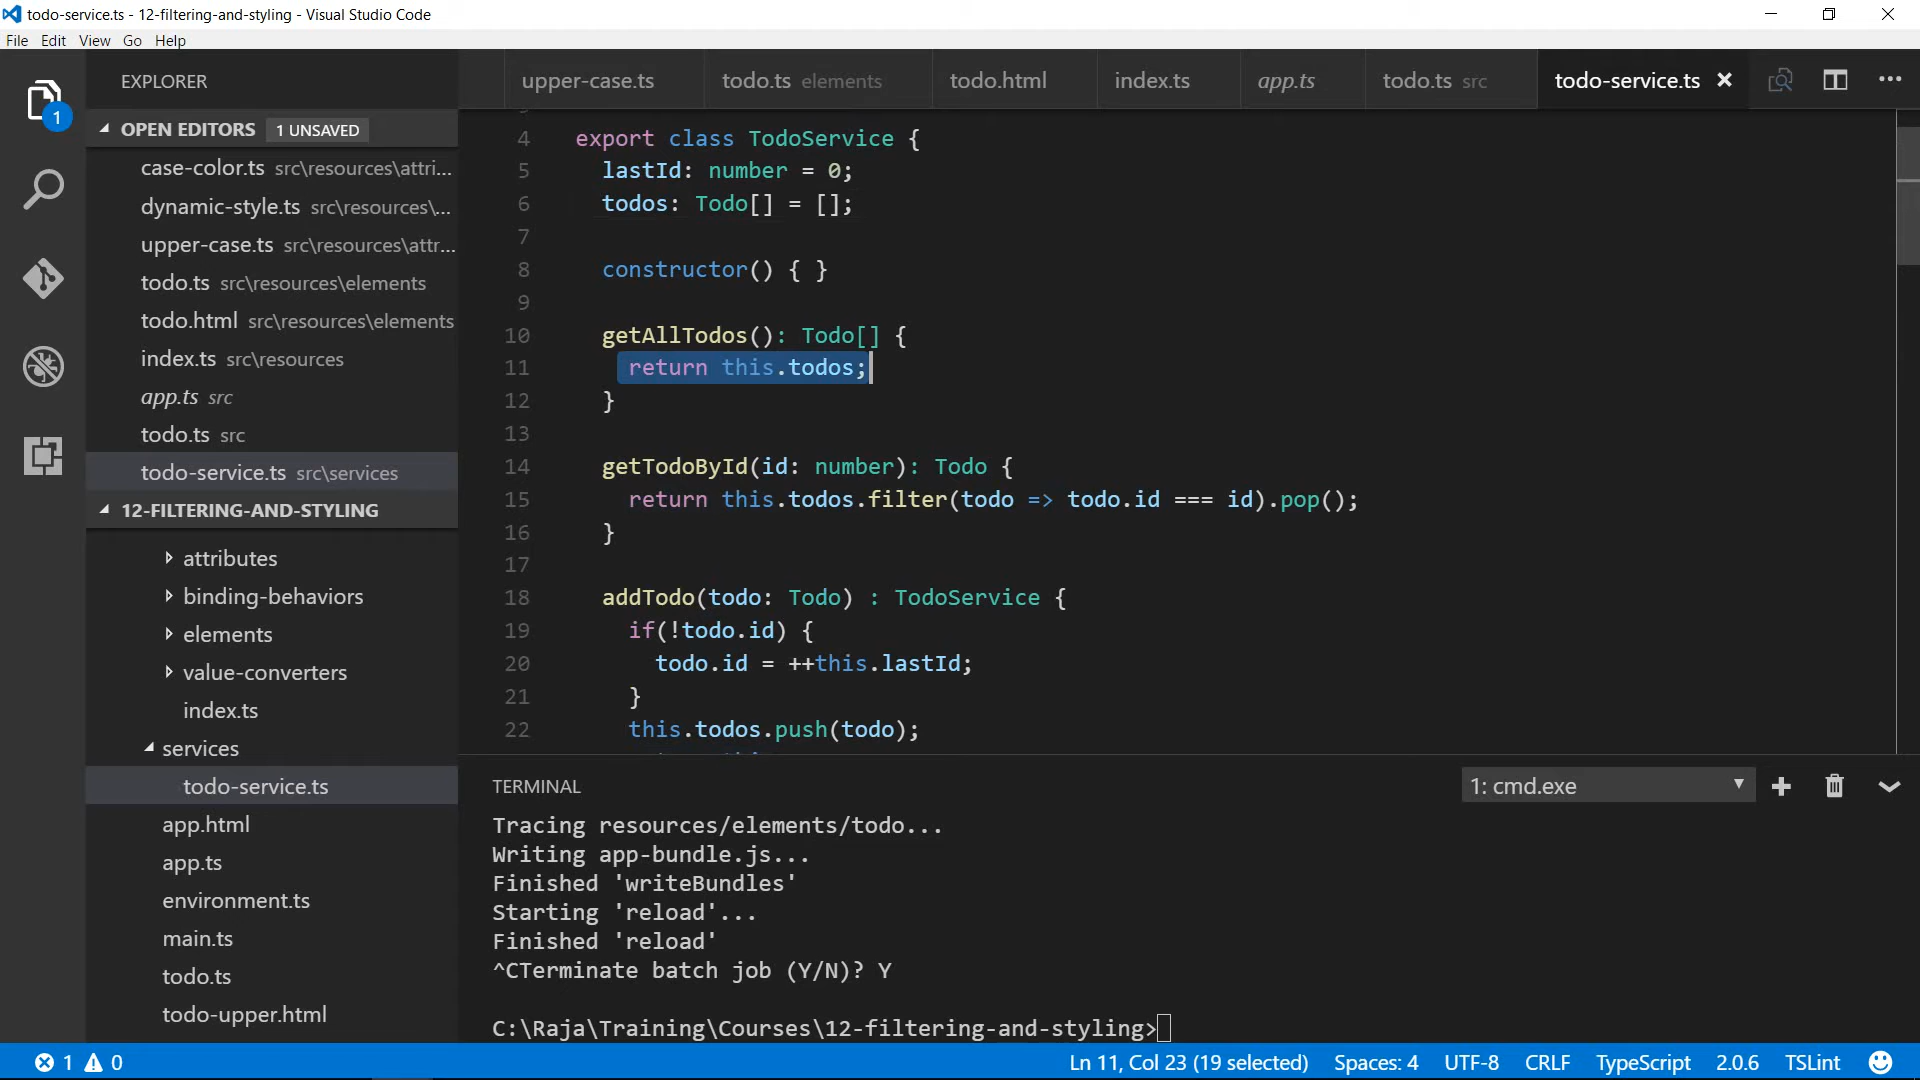 todo-service.ts - 12-filtering-and-styling - Visual Studio Code
File Edit View Go Help
1
EXPLORER
OPEN EDITORS 1 UNSAVED
case-color.ts src\resources\attri...
dynamic-style.ts src\resources\...
upper-case.ts src\resources\attr...
todo.ts src\resources\elements
todo.html src\resources\elements
index.ts src\resources
app.ts src
todo.ts src
todo-service.ts src\services
12-FILTERING-AND-STYLING
attributes
binding-behaviors
elements
value-converters
index.ts
services
todo-service.ts
app.html
app.ts
environment.ts
main.ts
todo.ts
todo-upper.html
upper-case.ts todo.ts elements todo.html index.ts app.ts todo.ts src todo-service.ts
4 export class TodoService {
5 lastId: number = 0;
6 todos: Todo[] = [];
7
8 constructor() { }
9
10 getAllTodos(): Todo[] {
11 return this.todos;
12 }
13
14 getTodoById(id: number): Todo {
15 return this.todos.filter(todo => todo.id === id).pop();
16 }
17
18 addTodo(todo: Todo) : TodoService {
19 if(!todo.id) {
20 todo.id = ++this.lastId;
21 }
22 this.todos.push(todo);
TERMINAL
1: cmd.exe
Tracing resources/elements/todo...
Writing app-bundle.js...
Finished 'writeBundles'
Starting 'reload'...
Finished 'reload'
^CTerminate batch job (Y/N)? Y
C:\Raja\Training\Courses\12-filtering-and-styling>
1 0 Ln 11, Col 23 (19 selected) Spaces: 4 UTF-8 CRLF TypeScript 2.0.6 TSLint